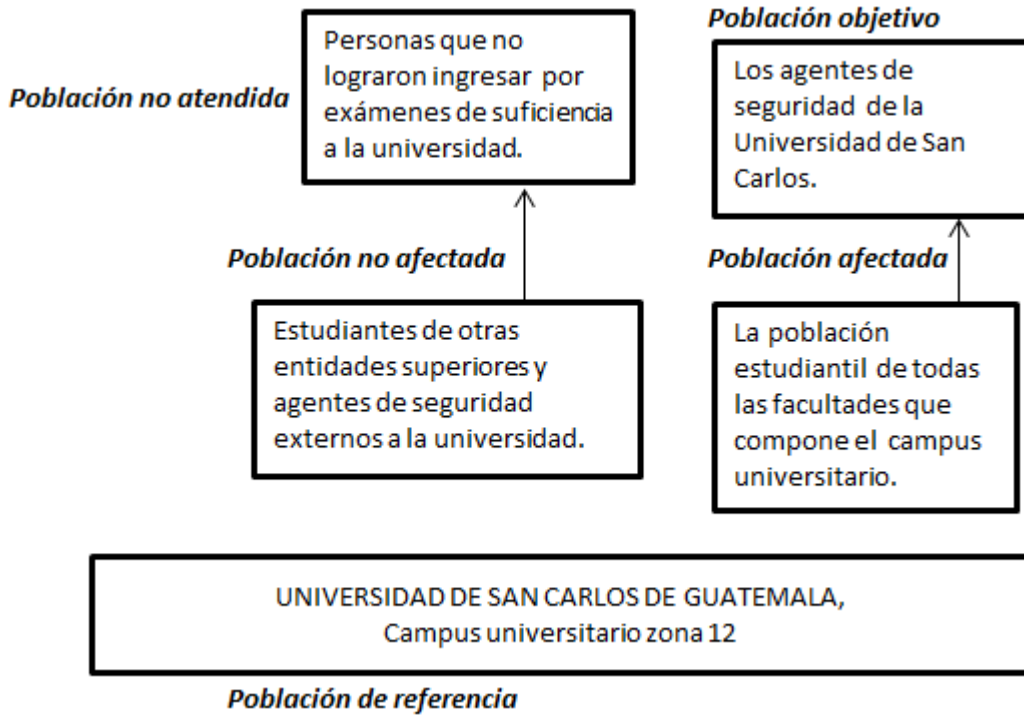 Población no atendida
Personas que no
lograron ingresar por
exámenes de suficiencia
a la universidad.
Población objetivo
Los agentes de
seguridad de la
Universidad de San
Carlos.
Población no afectada
Estudiantes de otras
entidades superiores y
agentes de seguridad
externos a la universidad.
Población afectada
La población
estudiantil de todas
las facultades que
compone el campus
universitario.
UNIVERSIDAD DE SAN CARLOS DE GUATEMALA,
Campus universitario zona 12
Población de referencia